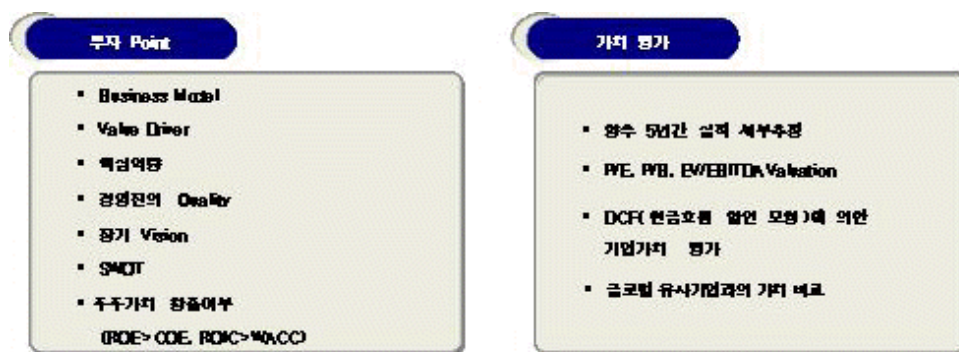 투자 Point
▪ Business Model
▪ Value Driver
▪ 핵심역량
▪ 경영진의 Quality
▪ 장기 Vision
▪ SWOT
▪ 주주가치 창출여부
(ROE> COE, ROIC>WACC)
가치 평가
▪ 향후 5년간 실적 세부추정
▪ P/E, P/B, EV/EBITDA Valuation
▪ DCF( 현금흐름 할인 모형 )에 의한
기업가치 평가
▪ 글로벌 유사기업과의 가치 비교